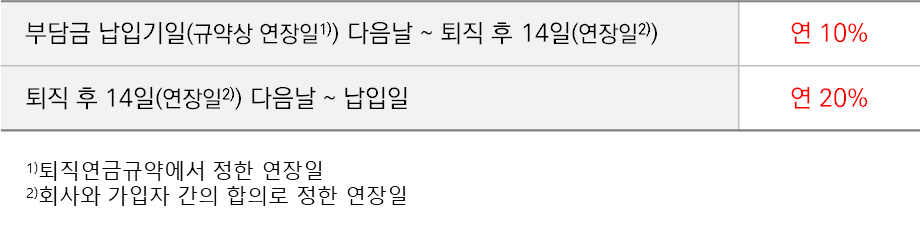 부담금 납입기일(규약상 연장일1)) 다음날 ~ 퇴직 후 14일(연장일2)) 연 10%
퇴직 후 14일(연장일2)) 다음날 ~ 납입일 연 20%
1)퇴직연금규약에서 정한 연장일
2)회사와 가입자 간의 합의로 정한 연장일